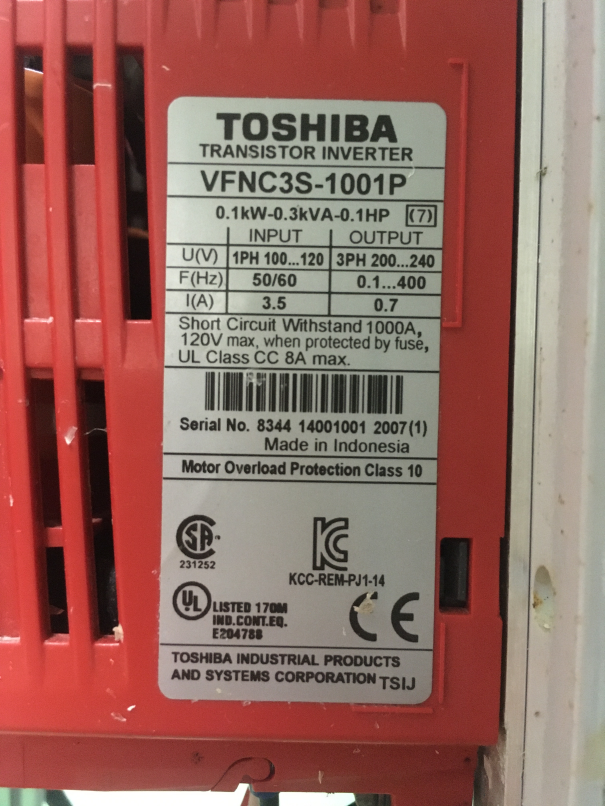 TOSHIBA
TRANSISTOR INVERTER
VFNC3S-1001P
0.1kW-0.3kVA-0.1HP (7)
INPUT OUTPUT
U(V) 1PH 100...120 3PH 200...240
F(Hz) 50/60 0.1...400
I(A) 3.5 0.7
Short Circuit Withstand 1000A,
120V max, when protected by fuse,
UL Class CC 8A max.
Serial No. 8344 14001001 2007(1)
Made in Indonesia
Motor Overload Protection Class 10
SA
231252
KC
KCC-REM-PJ1-14
UL LISTED 170M
IND.CONT.EQ.
E204788
CE
TOSHIBA INDUSTRIAL PRODUCTS
AND SYSTEMS CORPORATION TSIJ